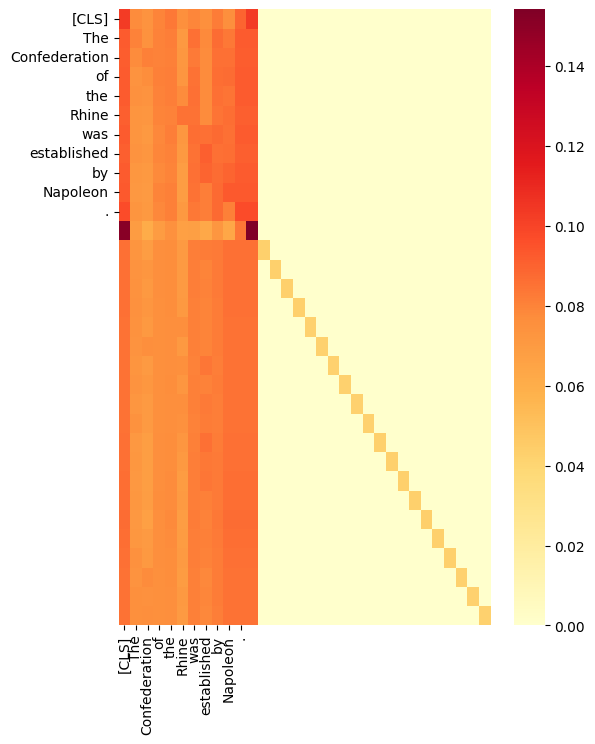 [CLS]
The
Confederation
of
the
Rhine
was
established
by
Napoleon
.
0.14
0.12
0.10
0.08
0.06
0.04
0.02
0.00
[CLS]
The
Confederation
of
the
Rhine
was
established
by
Napoleon
.